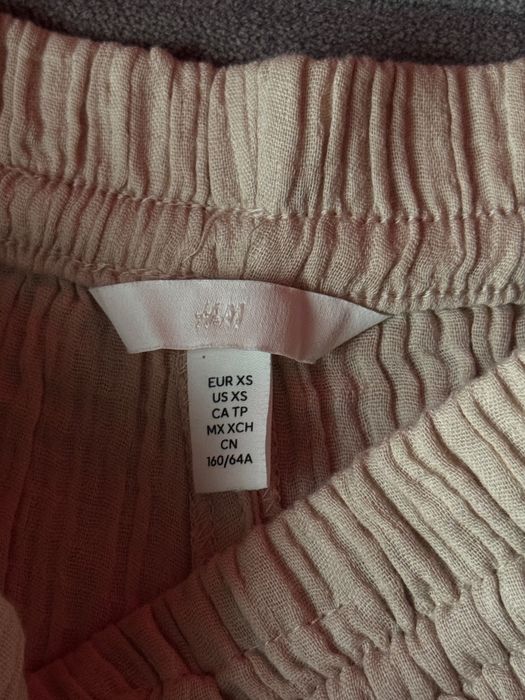 H&M
EUR XS
US XS
CA TP
MX XCH
CN
160/64A